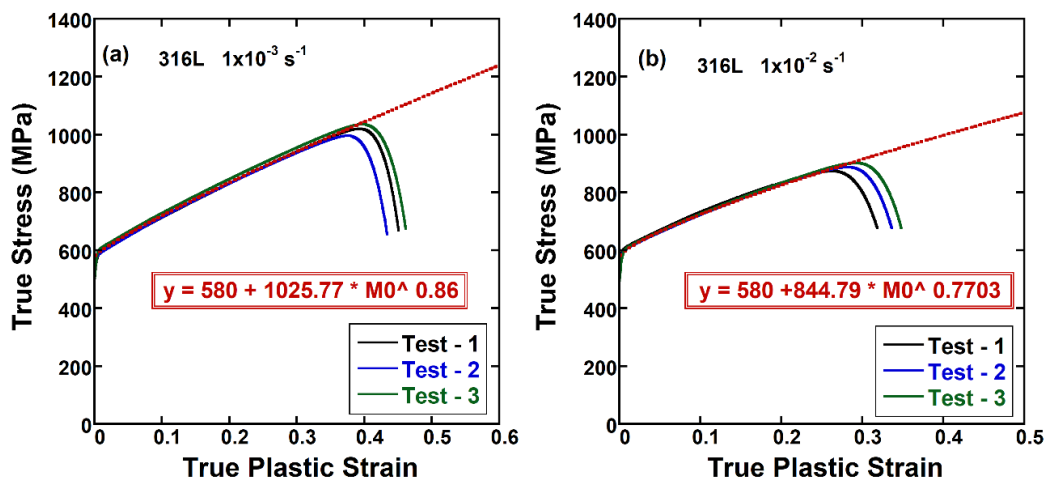 (a) 316L 1x10⁻³ s⁻¹
True Stress (MPa)
1400
1200
1000
800
600
400
200
0
y = 580 + 1025.77 * M0^ 0.86
Test - 1
Test - 2
Test - 3
0 0.1 0.2 0.3 0.4 0.5 0.6
True Plastic Strain
(b) 316L 1x10⁻² s⁻¹
True Stress (MPa)
1400
1200
1000
800
600
400
200
0
y = 580 +844.79 * M0^ 0.7703
Test - 1
Test - 2
Test - 3
0 0.1 0.2 0.3 0.4 0.5
True Plastic Strain